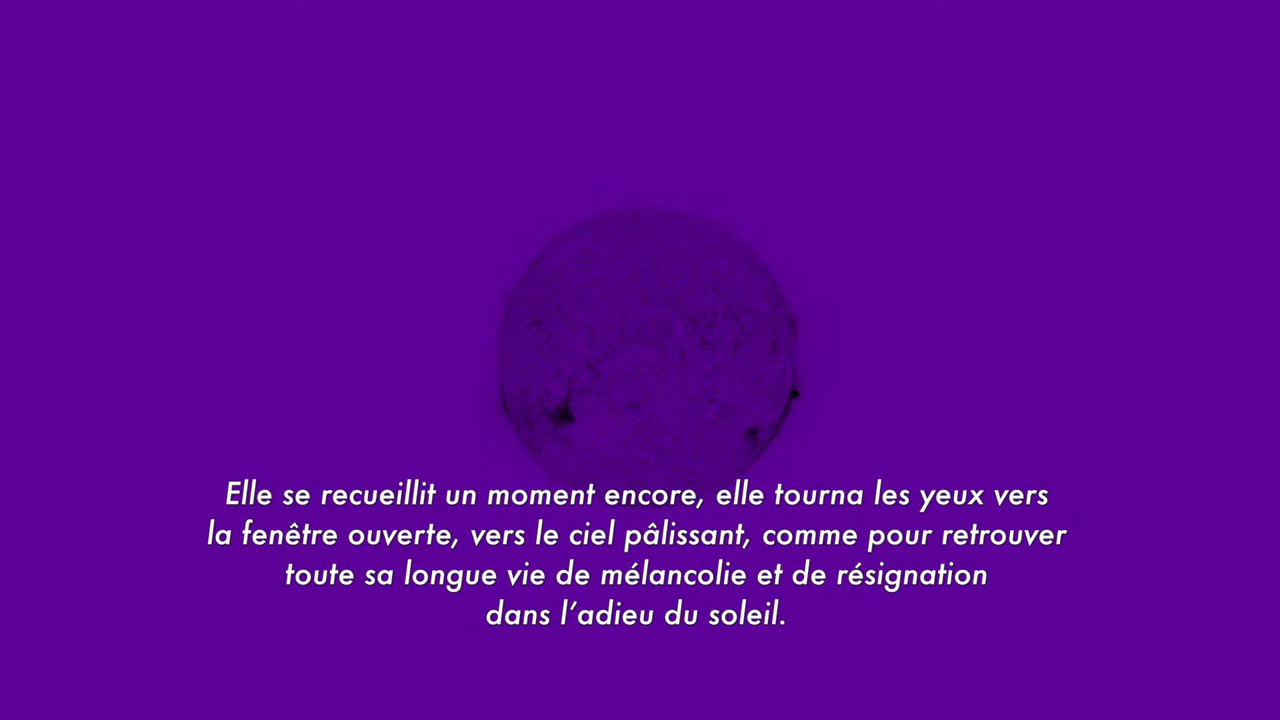 Elle se recueillit un moment encore, elle tourna les yeux vers
la fenêtre ouverte, vers le ciel pâlissant, comme pour retrouver
toute sa longue vie de mélancolie et de résignation
dans l’adieu du soleil.